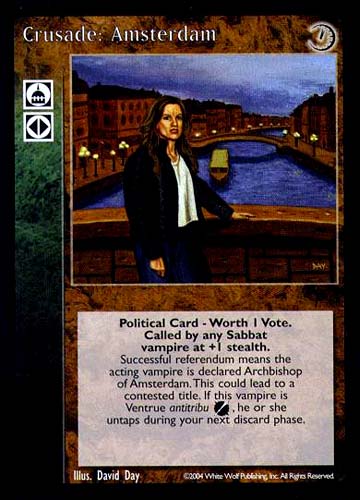 Crusade: Amsterdam
DAY
Political Card - Worth 1 Vote.
Called by any Sabbat
vampire at +1 stealth.
Successful referendum means the
acting vampire is declared Archbishop
of Amsterdam. This could lead to a
contested title. If this vampire is
Ventrue antitribu , he or she
untaps during your next discard phase.
Illus. David Day
©2004 White Wolf Publishing, Inc. All Rights Reserved.